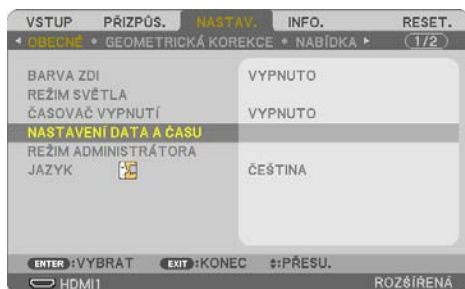 VSTUP PŘIZPŮS. NASTAV. INFO. RESET.
OBECNÉ • GEOMETRICKÁ KOREKCE • NABÍDKA (1/2)
BARVA ZDI VYPNUTO
REŽIM SVĚTLA
ČASOVAČ VYPNUTÍ VYPNUTO
NASTAVENÍ DATA A ČASU
REŽIM ADMINISTRÁTORA
JAZYK ČEŠTINA
ENTER :VYBRAT EXIT :KONEC :PŘESU.
HDMI1 ROZŠÍŘENÁ